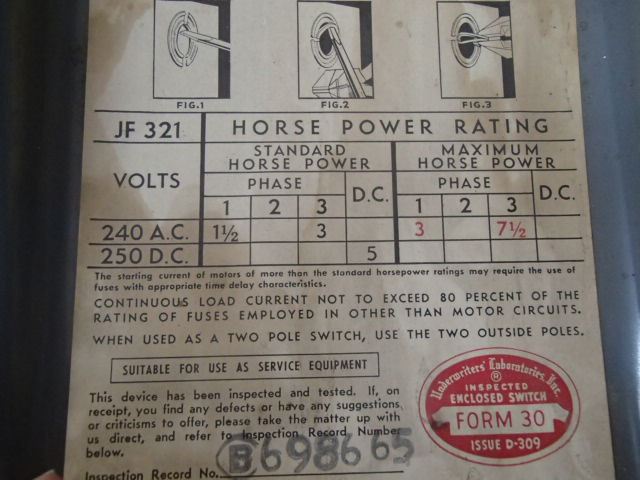 FIG.1 FIG.2 FIG.3
JF 321 HORSE POWER RATING
STANDARD HORSE POWER MAXIMUM HORSE POWER
VOLTS PHASE D.C. PHASE D.C.
1 2 3 1 2 3
240 A.C. 1½ 3 3 7½
250 D.C. 5
The starting current of motors of more than the standard horsepower ratings may require the use of
fuses with appropriate time delay characteristics.
CONTINUOUS LOAD CURRENT NOT TO EXCEED 80 PERCENT OF THE
RATING OF FUSES EMPLOYED IN OTHER THAN MOTOR CIRCUITS.
WHEN USED AS A TWO POLE SWITCH, USE THE TWO OUTSIDE POLES.
SUITABLE FOR USE AS SERVICE EQUIPMENT
This device has been inspected and tested. If, on
receipt, you find any defects or have any suggestions
or criticisms to offer, please take the matter up with
us direct, and refer to Inspection Record Number
below.
Inspection Record No. B698665
Underwriters' Laboratories, Inc.
®
INSPECTED
ENCLOSED SWITCH
FORM 30
ISSUE D-309